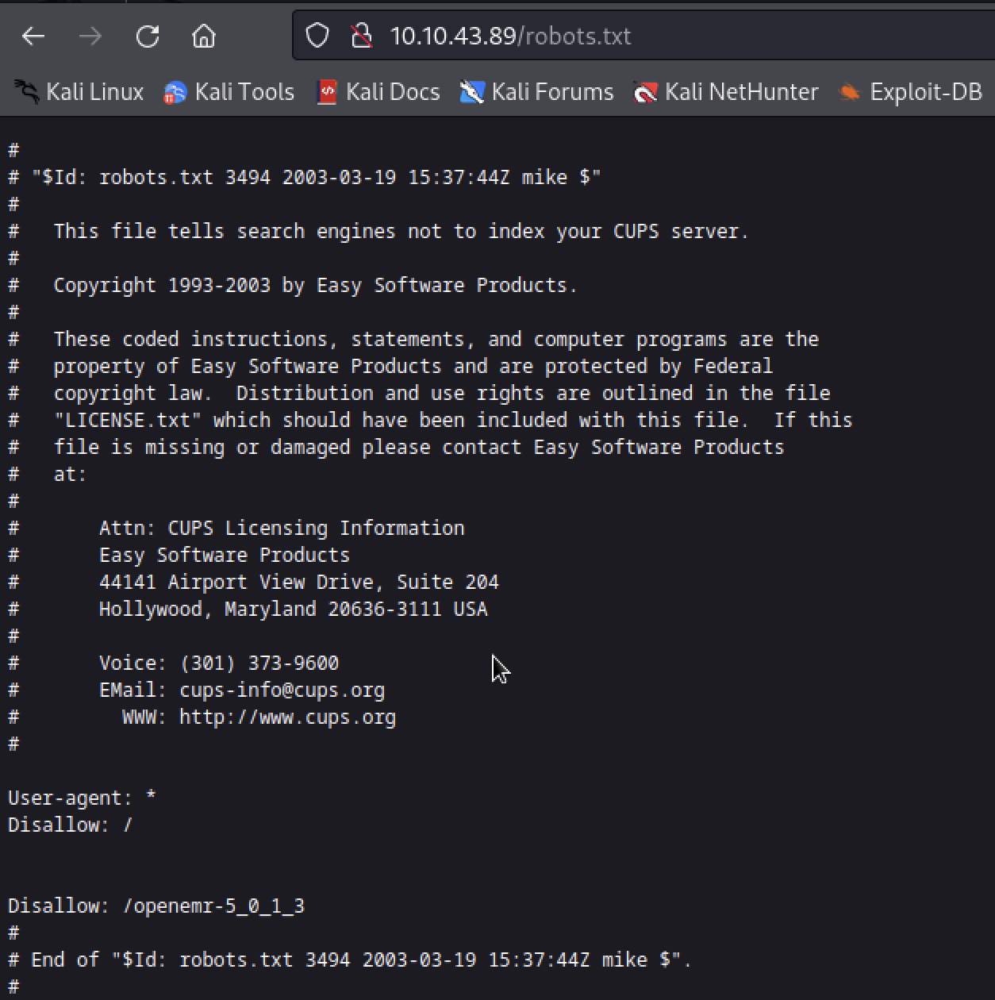 10.10.43.89/robots.txt
Kali Linux Kali Tools Kali Docs Kali Forums Kali NetHunter Exploit-DB
#
# "$Id: robots.txt 3494 2003-03-19 15:37:44Z mike $"
#
#   This file tells search engines not to index your CUPS server.
#
#   Copyright 1993-2003 by Easy Software Products.
#
#   These coded instructions, statements, and computer programs are the
#   property of Easy Software Products and are protected by Federal
#   copyright law.  Distribution and use rights are outlined in the file
#   "LICENSE.txt" which should have been included with this file.  If this
#   file is missing or damaged please contact Easy Software Products
#   at:
#
#       Attn: CUPS Licensing Information
#       Easy Software Products
#       44141 Airport View Drive, Suite 204
#       Hollywood, Maryland 20636-3111 USA
#
#       Voice: (301) 373-9600
#       EMail: cups-info@cups.org
#         WWW: http://www.cups.org
#
User-agent: *
Disallow: /
Disallow: /openemr-5_0_1_3
#
# End of "$Id: robots.txt 3494 2003-03-19 15:37:44Z mike $".
#